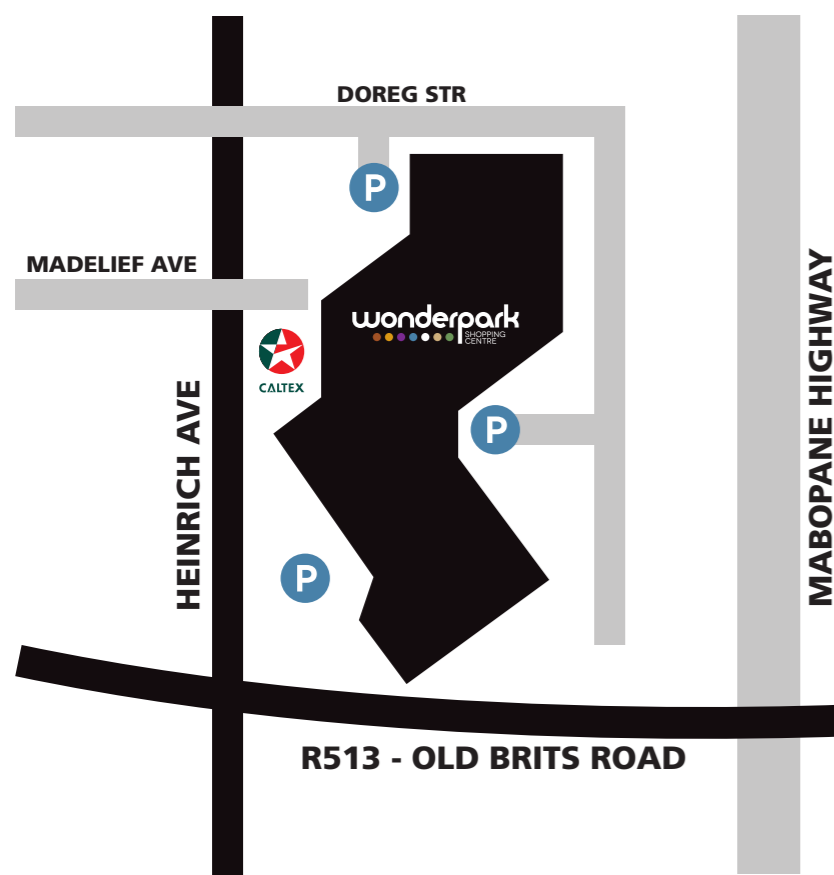 DOREG STR
P
MADELIEF AVE
wonderpark
SHOPPING
CENTRE
CALTEX
HEINRICH AVE
P
MABOPANE HIGHWAY
P
R513 - OLD BRITS ROAD